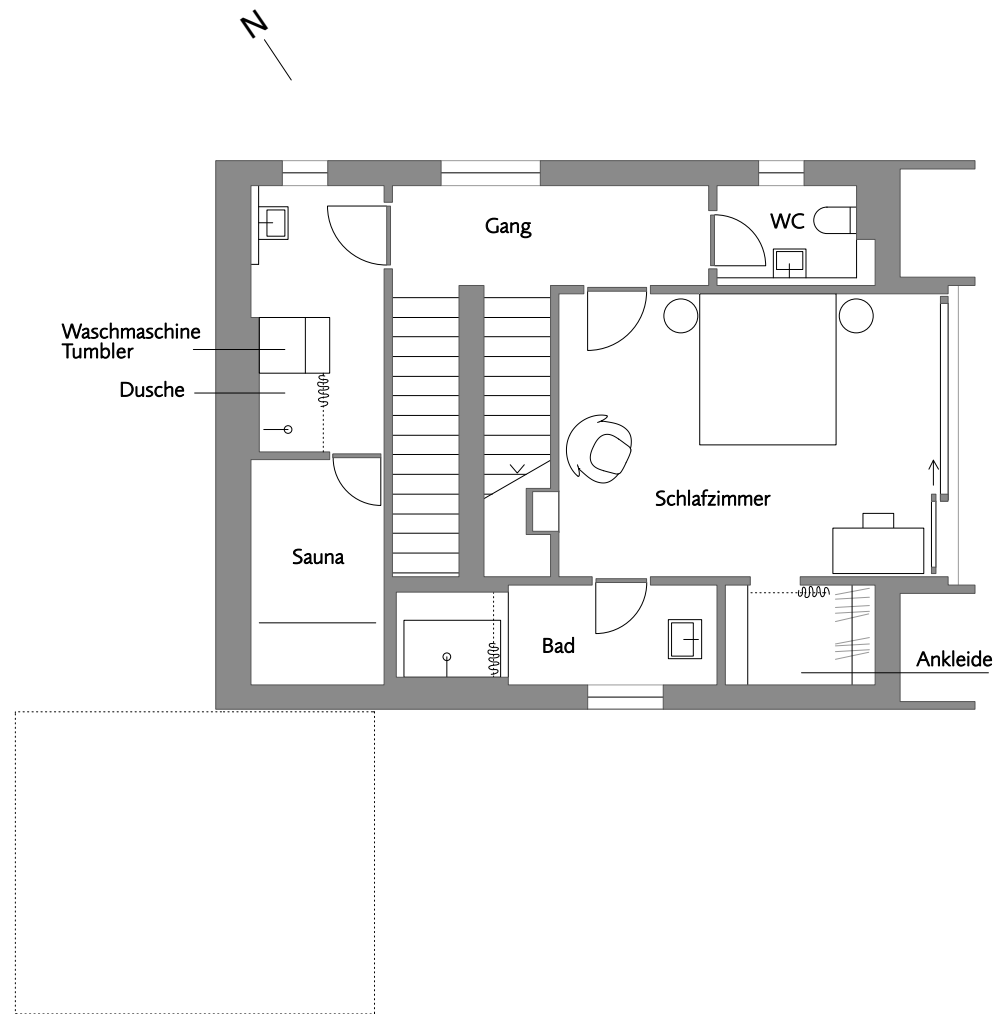 N
Gang
WC
Waschmaschine
Tumbler
Dusche
Schlafzimmer
Sauna
Bad
Ankleide